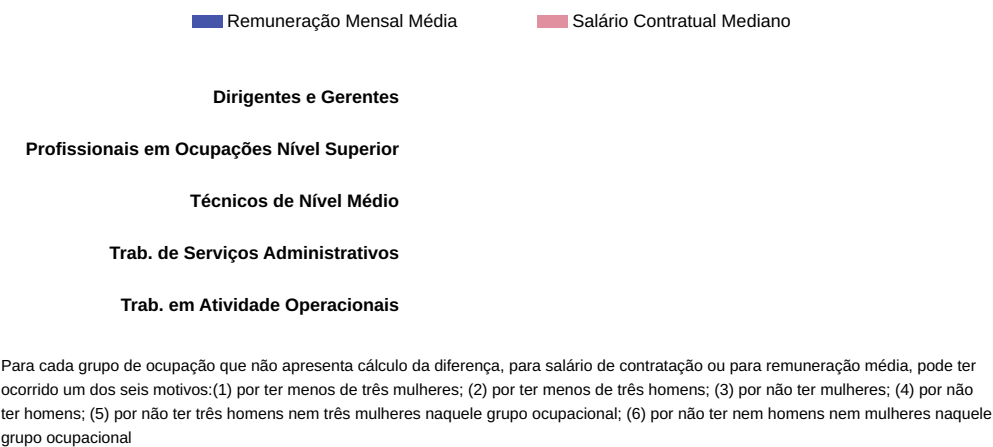 Remuneração Mensal Média Salário Contratual Mediano
Dirigentes e Gerentes
Profissionais em Ocupações Nível Superior
Técnicos de Nível Médio
Trab. de Serviços Administrativos
Trab. em Atividade Operacionais
Para cada grupo de ocupação que não apresenta cálculo da diferença, para salário de contratação ou para remuneração média, pode ter
ocorrido um dos seis motivos:(1) por ter menos de três mulheres; (2) por ter menos de três homens; (3) por não ter mulheres; (4) por não
ter homens; (5) por não ter três homens nem três mulheres naquele grupo ocupacional; (6) por não ter nem homens nem mulheres naquele
grupo ocupacional